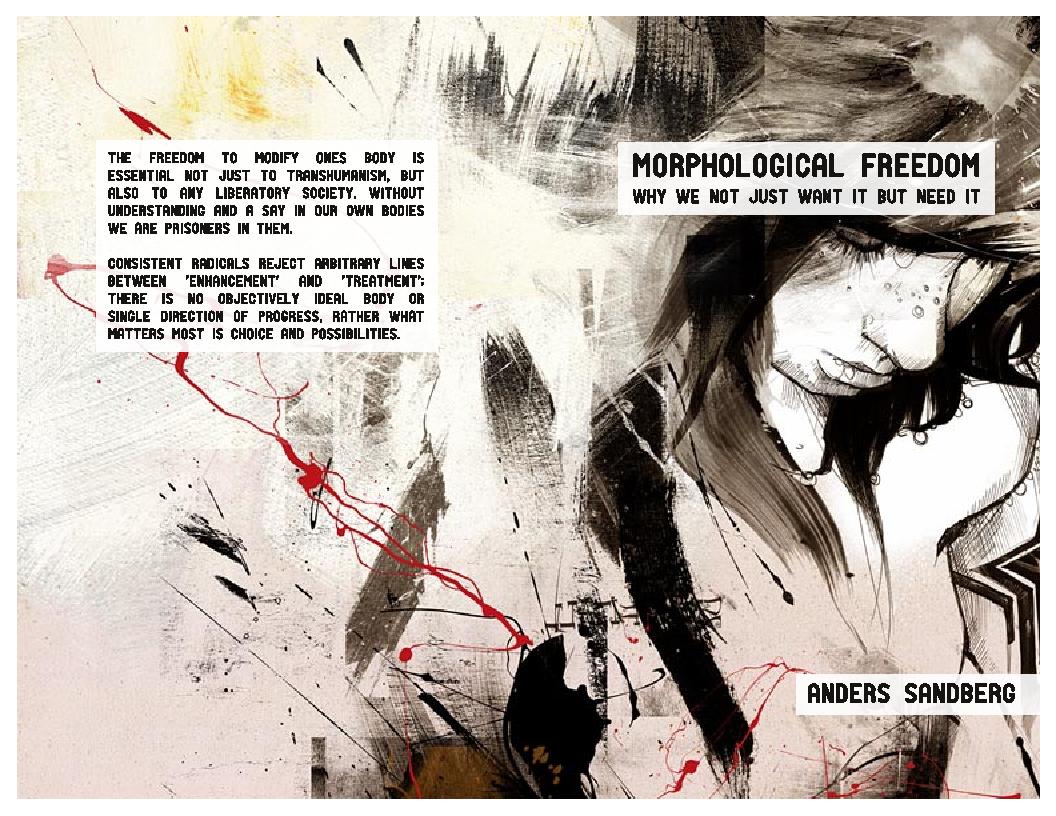 THE FREEDOM TO MODIFY ONES BODY IS
ESSENTIAL NOT JUST TO TRANSHUMANISM, BUT
ALSO TO ANY LIBERATORY SOCIETY. WITHOUT
UNDERSTANDING AND A SAY IN OUR OWN BODIES
WE ARE PRISONERS IN THEM.
CONSISTENT RADICALS REJECT ARBITRARY LINES
BETWEEN 'ENHANCEMENT' AND 'TREATMENT';
THERE IS NO OBJECTIVELY IDEAL BODY OR
SINGLE DIRECTION OF PROGRESS, RATHER WHAT
MATTERS MOST IS CHOICE AND POSSIBILITIES.
MORPHOLOGICAL FREEDOM
WHY WE NOT JUST WANT IT BUT NEED IT
ANDERS SANDBERG